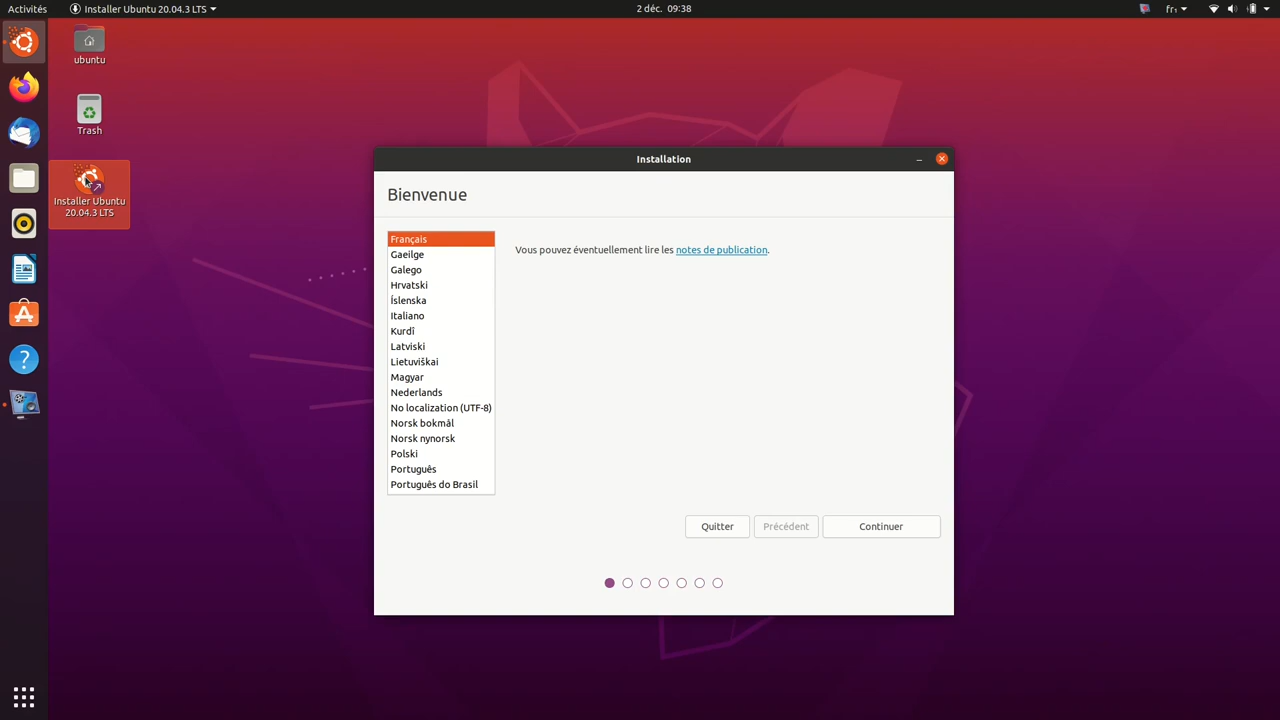 Activités
Installer Ubuntu 20.04.3 LTS
2 déc. 09:38
fr₁
ubuntu
Trash
Installer Ubuntu
20.04.3 LTS
Installation
Bienvenue
Français
Gaeilge
Galego
Hrvatski
Íslenska
Italiano
Kurdî
Latviski
Lietuviškai
Magyar
Nederlands
No localization (UTF-8)
Norsk bokmål
Norsk nynorsk
Polski
Português
Português do Brasil
Vous pouvez éventuellement lire les notes de publication.
Quitter
Précédent
Continuer